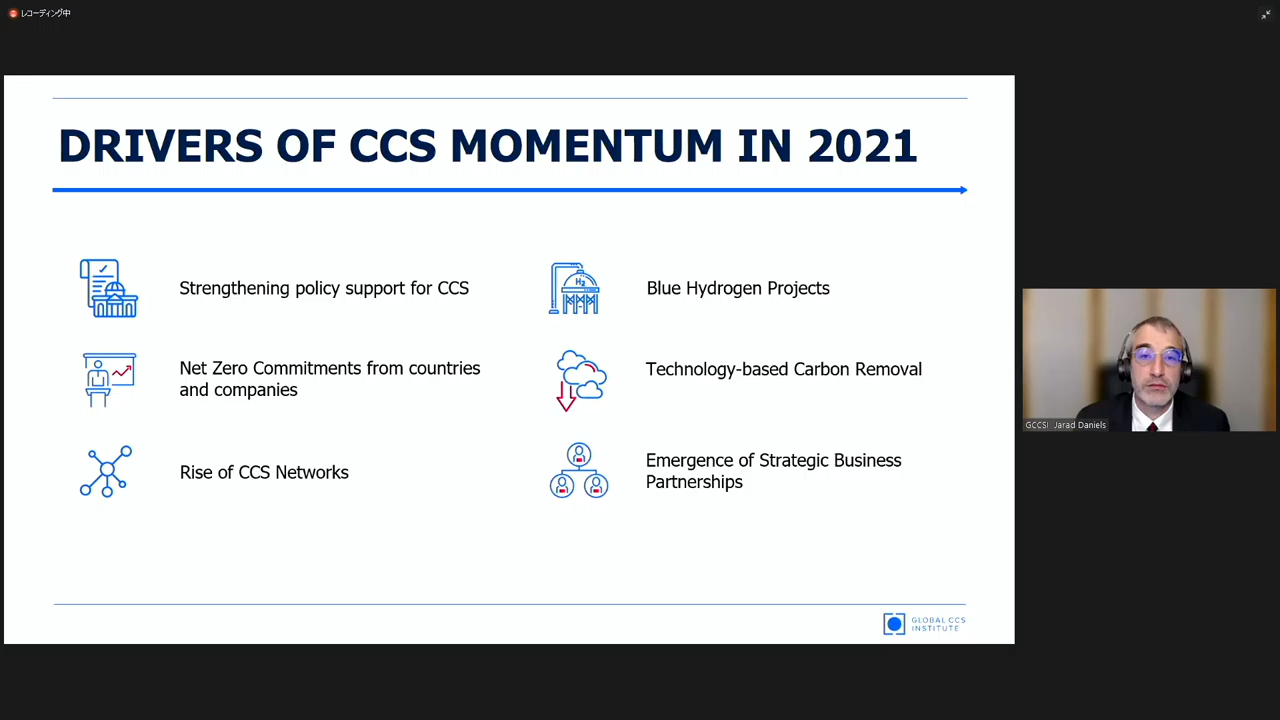 レコーディング中
DRIVERS OF CCS MOMENTUM IN 2021
Strengthening policy support for CCS
Net Zero Commitments from countries
and companies
Rise of CCS Networks
H2
Blue Hydrogen Projects
Technology-based Carbon Removal
Emergence of Strategic Business
Partnerships
GLOBAL CCS
INSTITUTE
GCCSI Jarad Daniels